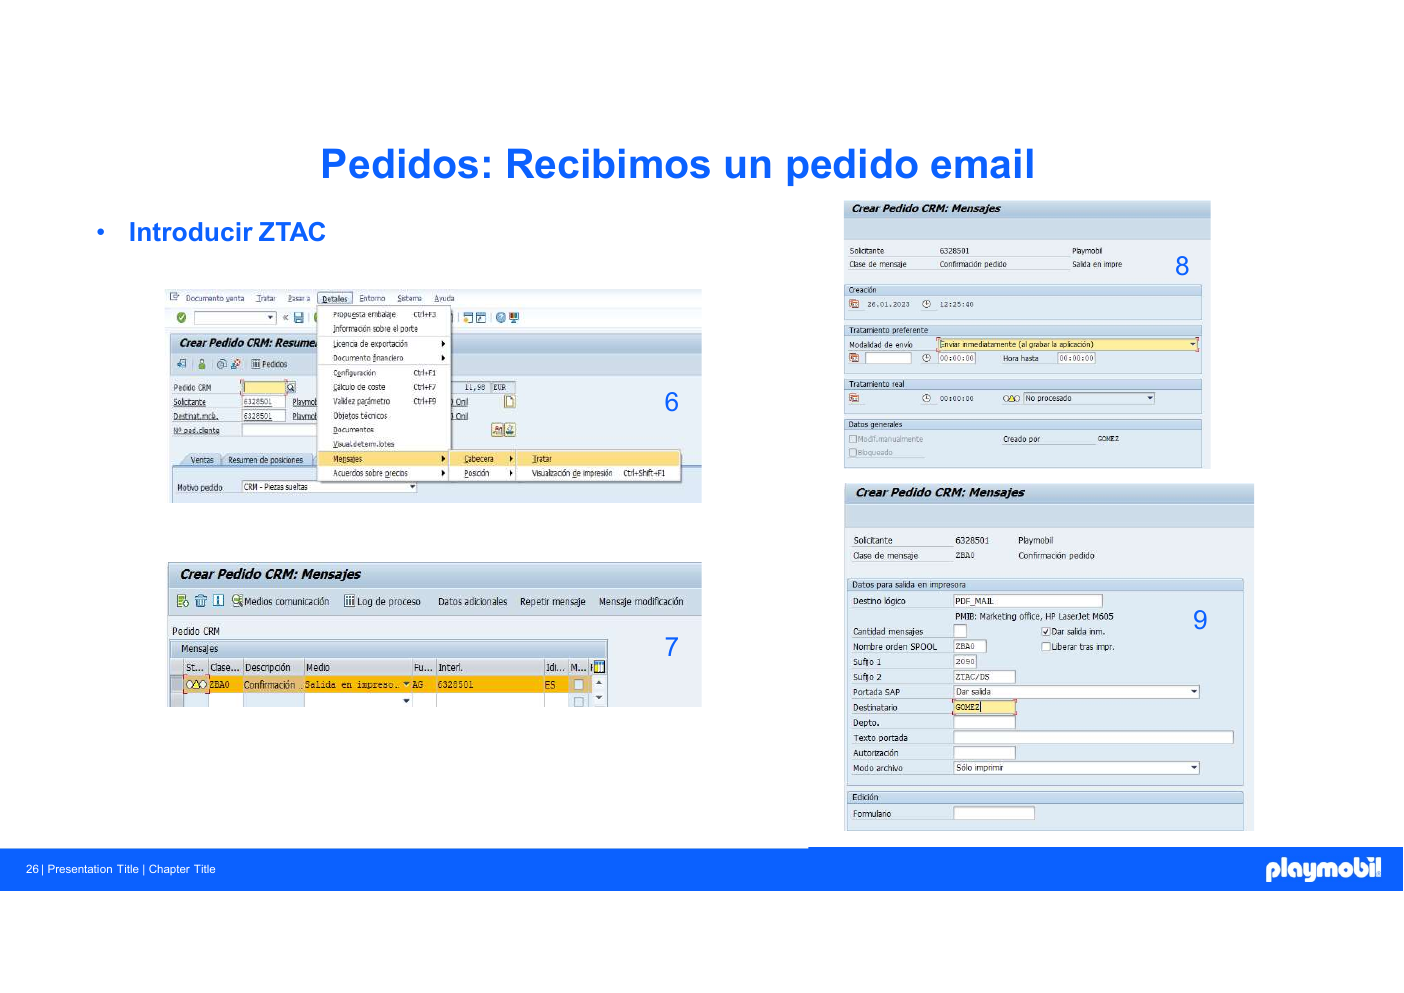 Pedidos: Recibimos un pedido email
• Introducir ZTAC
Documento venta Tratar Pasar a Detalles Entorno Sistema Ayuda
Propuesta embalaje Ctrl+F3
Información sobre el porte
Crear Pedido CRM: Resume
Licencia de exportación
Documento financiero
Pedidos
Configuración Ctrl+F1
Pedido CRM
Cálculo de coste Ctrl+F7
11,98 EUR
Solicitante 6328501 Playmo
Validez parámetro Ctrl+F9
Destinat.mcía. 6328501 Playmo
Objetos técnicos
Nº ped.cliente
Documentos
Visual.determ.lotes
Ventas Resumen de posiciones
Mensajes Cabecera Tratar
Acuerdos sobre precios Posición Visualización de impresión Ctrl+Shift+F1
Motivo pedido CRM - Piezas sueltas
6
Crear Pedido CRM: Mensajes
Medios comunicación Log de proceso Datos adicionales Repetir mensaje Mensaje modificación
Pedido CRM
Mensajes
St... Clase... Descripción Medio Fu... Interl. Idi... M...
ZBA0 Confirmación .. Salida en impreso.. AG 6328501 ES
7
Crear Pedido CRM: Mensajes
Solicitante 6328501 Playmobil
Clase de mensaje Confirmación pedido Salida en impre
8
Creación
26.01.2023 12:25:40
Tratamiento preferente
Modalidad de envío Enviar inmediatamente (al grabar la aplicación)
00:00:00 Hora hasta 00:00:00
Tratamiento real
00:00:00 No procesado
Datos generales
Modif.manualmente Creado por GOMEZ
Bloqueado
Crear Pedido CRM: Mensajes
Solicitante 6328501 Playmobil
Clase de mensaje ZBA0 Confirmación pedido
Datos para salida en impresora
Destino lógico PDF_MAIL
PMIB: Marketing office, HP LaserJet M605
9
Cantidad mensajes Dar salida inm.
Nombre orden SPOOL ZBA0 Liberar tras impr.
Sufijo 1 2090
Sufijo 2 ZTAC/DS
Portada SAP Dar salida
Destinatario GOMEZ
Depto.
Texto portada
Autorización
Modo archivo Sólo imprimir
Edición
Formulario
26 | Presentation Title | Chapter Title
playmobil